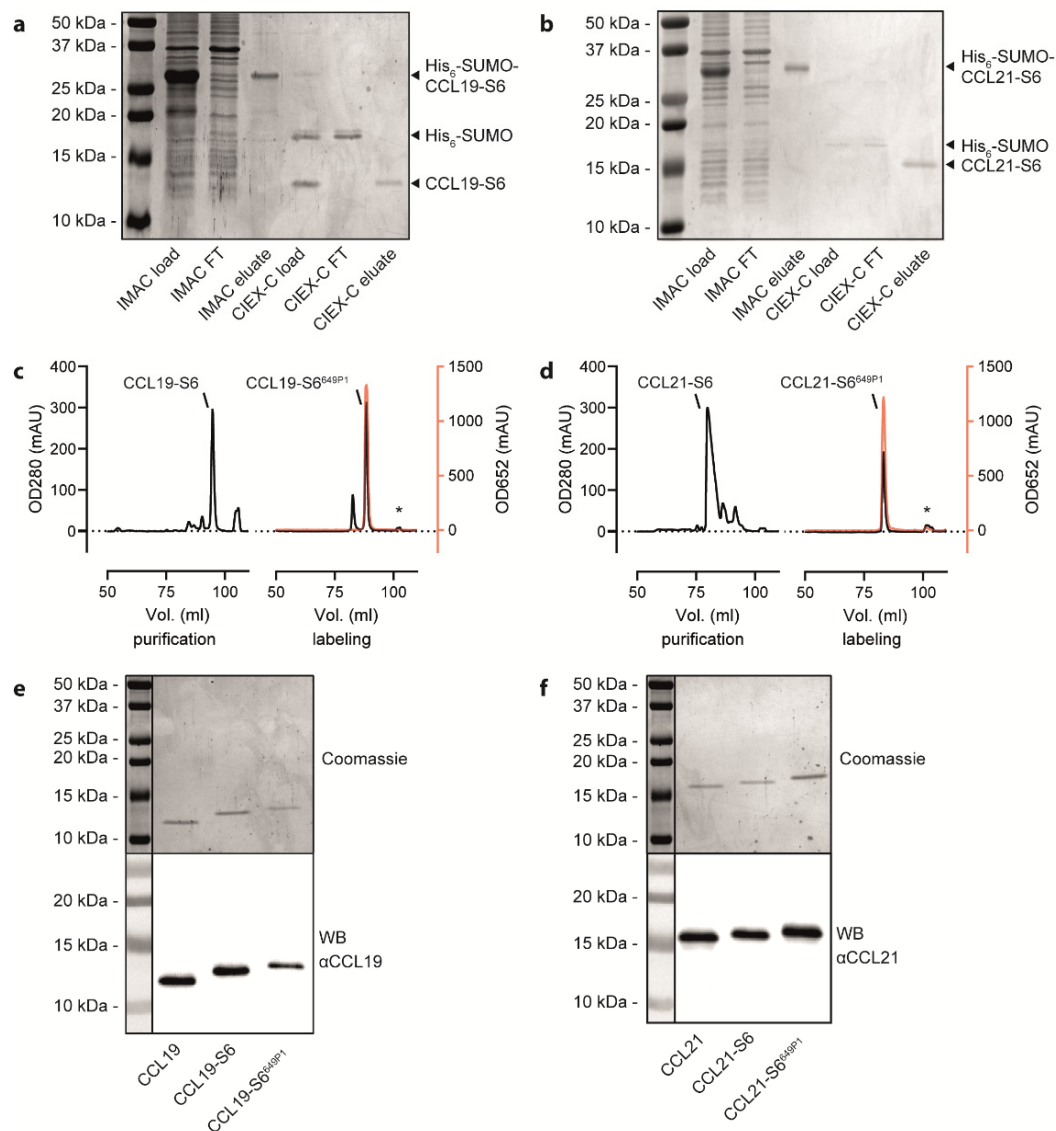 a
50 kDa -
37 kDa -
25 kDa -
20 kDa -
15 kDa -
10 kDa -
His₆-SUMO-
CCL19-S6
His₆-SUMO
CCL19-S6
IMAC load
IMAC FT
IMAC eluate
CIEX-C load
CIEX-C FT
CIEX-C eluate
b
50 kDa -
37 kDa -
25 kDa -
20 kDa -
15 kDa -
10 kDa -
His₆-SUMO-
CCL21-S6
His₆-SUMO
CCL21-S6
IMAC load
IMAC FT
IMAC eluate
CIEX-C load
CIEX-C FT
CIEX-C eluate
c
OD280 (mAU)
400
300
200
100
0
CCL19-S6
CCL19-S6⁶⁴⁹ᴾ¹
*
1500
1000
500
0
OD652 (mAU)
50 75 100
Vol. (ml)
purification
50 75 100
Vol. (ml)
labeling
d
OD280 (mAU)
400
300
200
100
0
CCL21-S6
CCL21-S6⁶⁴⁹ᴾ¹
*
1500
1000
500
0
OD652 (mAU)
50 75 100
Vol. (ml)
purification
50 75 100
Vol. (ml)
labeling
e
50 kDa -
37 kDa -
25 kDa -
20 kDa -
15 kDa -
10 kDa -
Coomassie
20 kDa -
15 kDa -
10 kDa -
WB
αCCL19
CCL19
CCL19-S6
CCL19-S6⁶⁴⁹ᴾ¹
f
50 kDa -
37 kDa -
25 kDa -
20 kDa -
15 kDa -
10 kDa -
Coomassie
20 kDa -
15 kDa -
10 kDa -
WB
αCCL21
CCL21
CCL21-S6
CCL21-S6⁶⁴⁹ᴾ¹